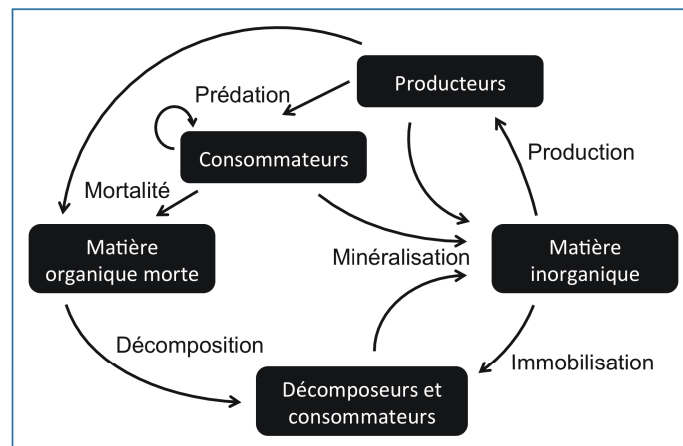 Producteurs
Prédation
Consommateurs
Production
Mortalité
Matière
organique morte
Minéralisation
Matière
inorganique
Décomposition
Immobilisation
Décomposeurs et
consommateurs